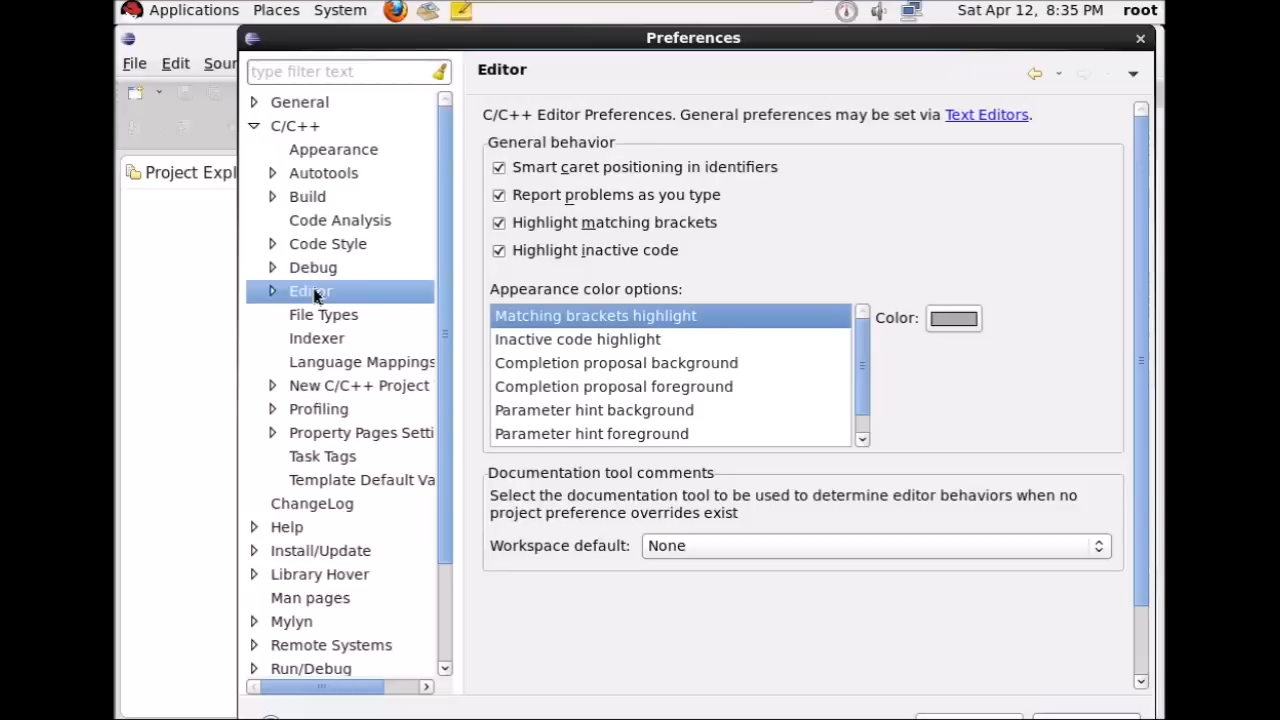 Applications Places System Sat Apr 12, 8:35 PM root
Preferences
File Edit Sour
type filter text
Editor
General
C/C++
C/C++ Editor Preferences. General preferences may be set via Text Editors.
General behavior
Appearance
Smart caret positioning in identifiers
Project Expl
Autotools
Build
Report problems as you type
Code Analysis
Highlight matching brackets
Code Style
Highlight inactive code
Debug
Editor
Appearance color options:
File Types
Matching brackets highlight
Color:
Indexer
Inactive code highlight
Language Mappings
Completion proposal background
New C/C++ Project
Completion proposal foreground
Profiling
Parameter hint background
Property Pages Setti
Parameter hint foreground
Task Tags
Documentation tool comments
Template Default Va
Select the documentation tool to be used to determine editor behaviors when no
project preference overrides exist
ChangeLog
Help
Workspace default: None
Install/Update
Library Hover
Man pages
Mylyn
Remote Systems
Run/Debug